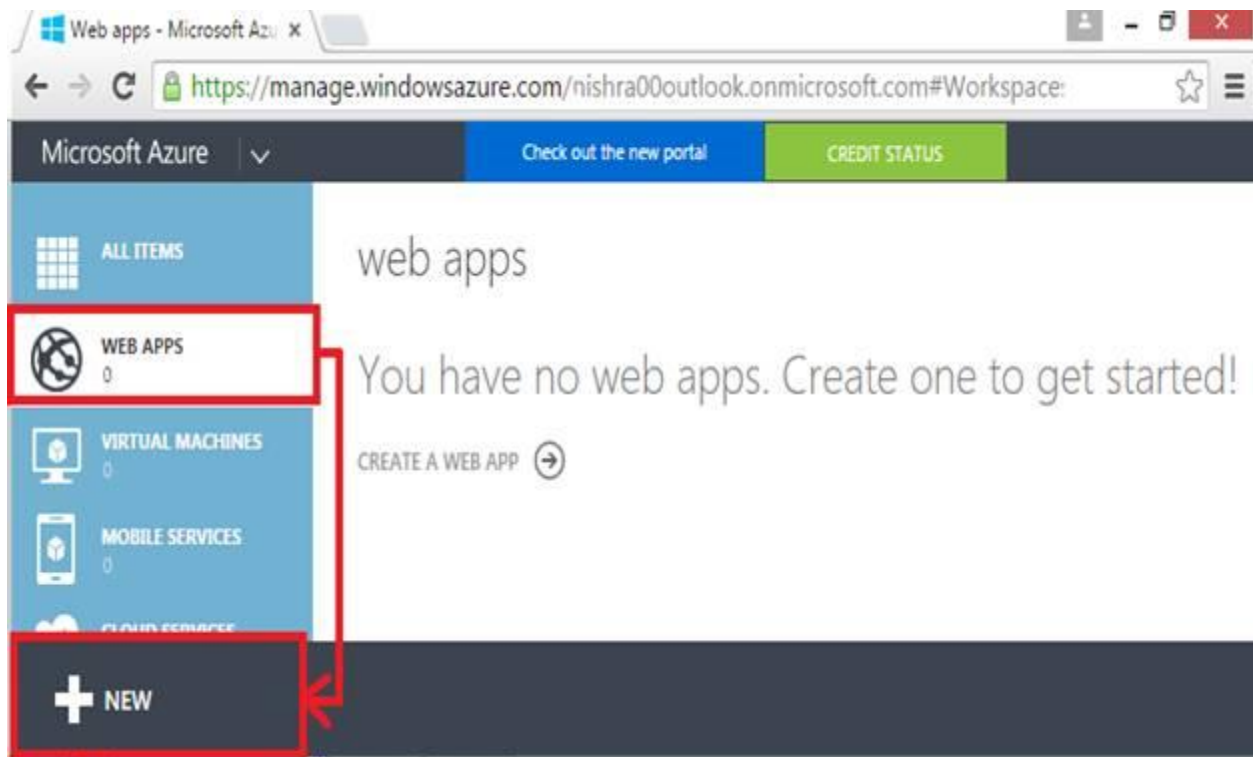 Web apps - Microsoft Az
https://manage.windowsazure.com/nishra00outlook.onmicrosoft.com#Workspace
Microsoft Azure
Check out the new portal
CREDIT STATUS
ALL ITEMS
WEB APPS
0
VIRTUAL MACHINES
0
MOBILE SERVICES
0
CLOUD SERVICES
web apps
You have no web apps. Create one to get started!
CREATE A WEB APP
NEW